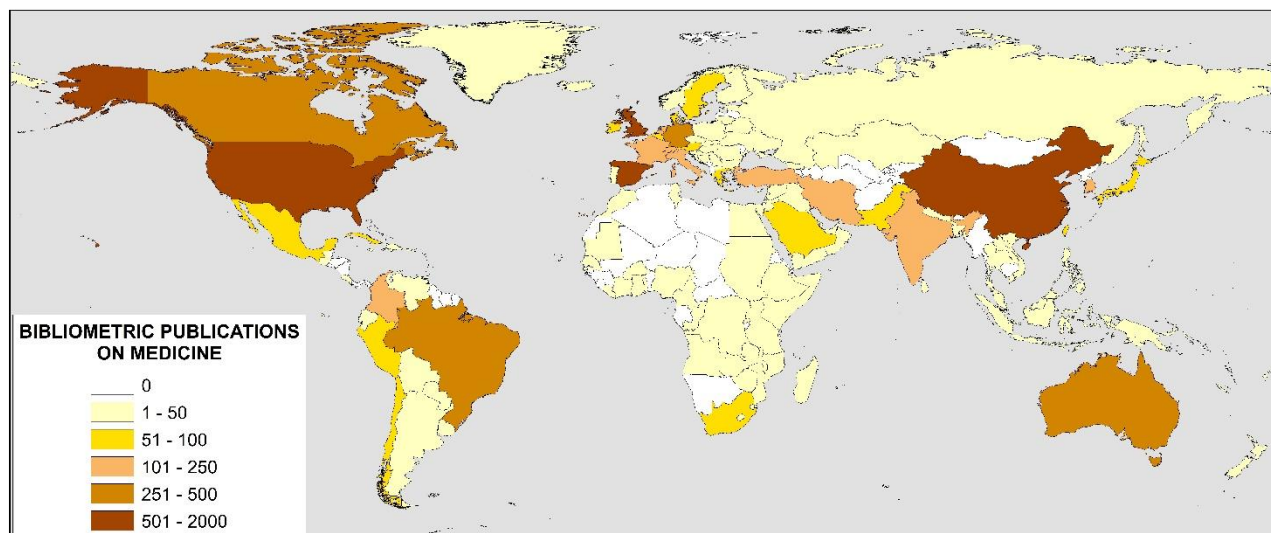 BIBLIOMETRIC PUBLICATIONS
ON MEDICINE
0
1 - 50
51 - 100
101 - 250
251 - 500
501 - 2000